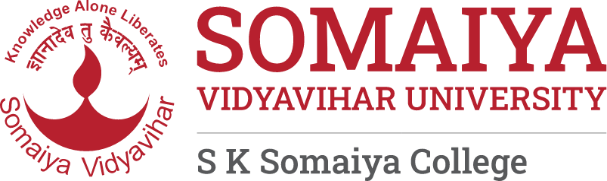 Knowledge Alone Liberates
ज्ञानादेव तु कैवल्यम्
Somaiya Vidyavihar
SOMAIYA
VIDYAVIHAR UNIVERSITY
S K Somaiya College